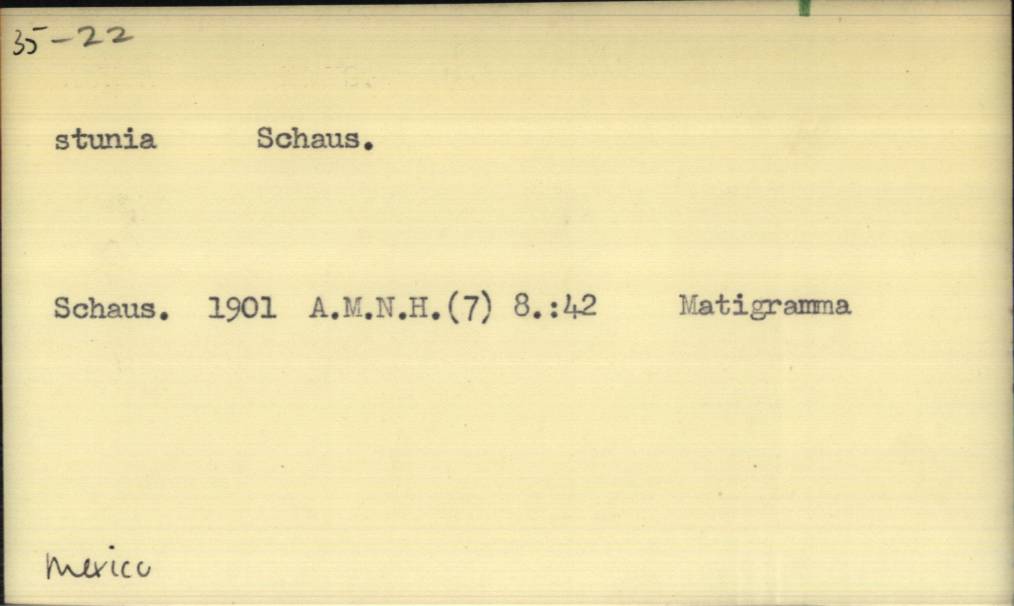 35-22
stunia Schaus.
Schaus. 1901 A.M.N.H.(7) 8.:42 Matigramma
Mexico